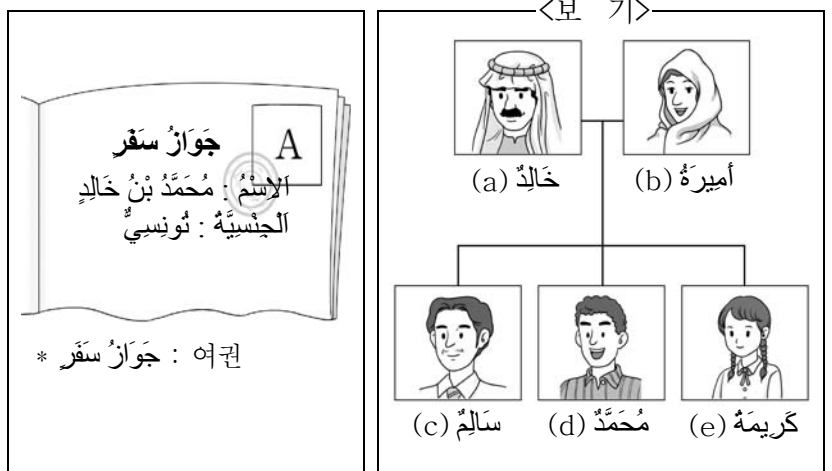 جَوَازُ سَفَرٍ
A
اَلاِسْمُ : مُحَمَّدُ بْنُ خَالِدٍ
اَلْجِنْسِيَّةُ : تُونِسِيٌّ
* جَوَازُ سَفَرٍ : 여권
<보 기>
(a) خَالِدٌ
(b) أَمِيرَةُ
(c) سَالِمٌ
(d) مُحَمَّدٌ
(e) كَرِيمَةُ